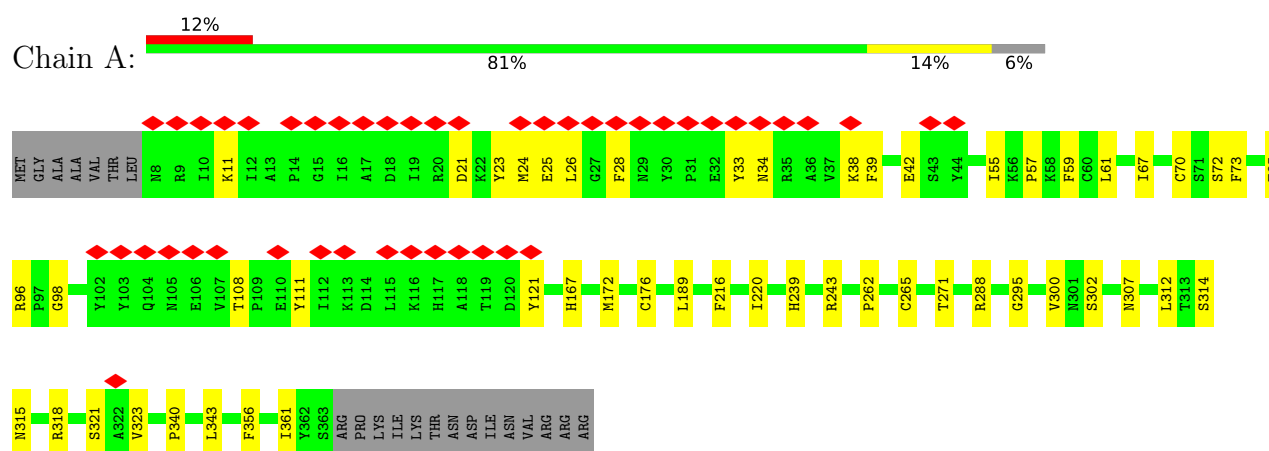 12%
Chain A:
81% 14% 6%
MET GLY ALA ALA VAL THR LEU N8 R9 I10 K11 I12 A13 P14 G15 I16 A17 D18 I19 R20 D21 K22 Y23 M24 E25 L26 G27 F28 N29 Y30 P31 E32 Y33 N34 R35 A36 V37 K38 F39 E42 S43 Y44 I55 K56 P57 K58 F59 C60 L61 I67 C70 S71 S72 F73
R96 P97 G98 Y102 Y103 Q104 N105 E106 V107 T108 P109 E110 Y111 I112 K113 D114 L115 K116 H117 A118 T119 D120 Y121 H167 M172 C176 L189 F216 I220 H239 R243 P262 C265 T271 R288 G295 V300 N301 S302 N307 L312 T313 S314
N315 R318 S321 A322 V323 P340 L343 F356 I361 Y362 S363 ARG PRO LYS ILE LYS THR ASN ASP ILE ASN VAL ARG ARG ARG